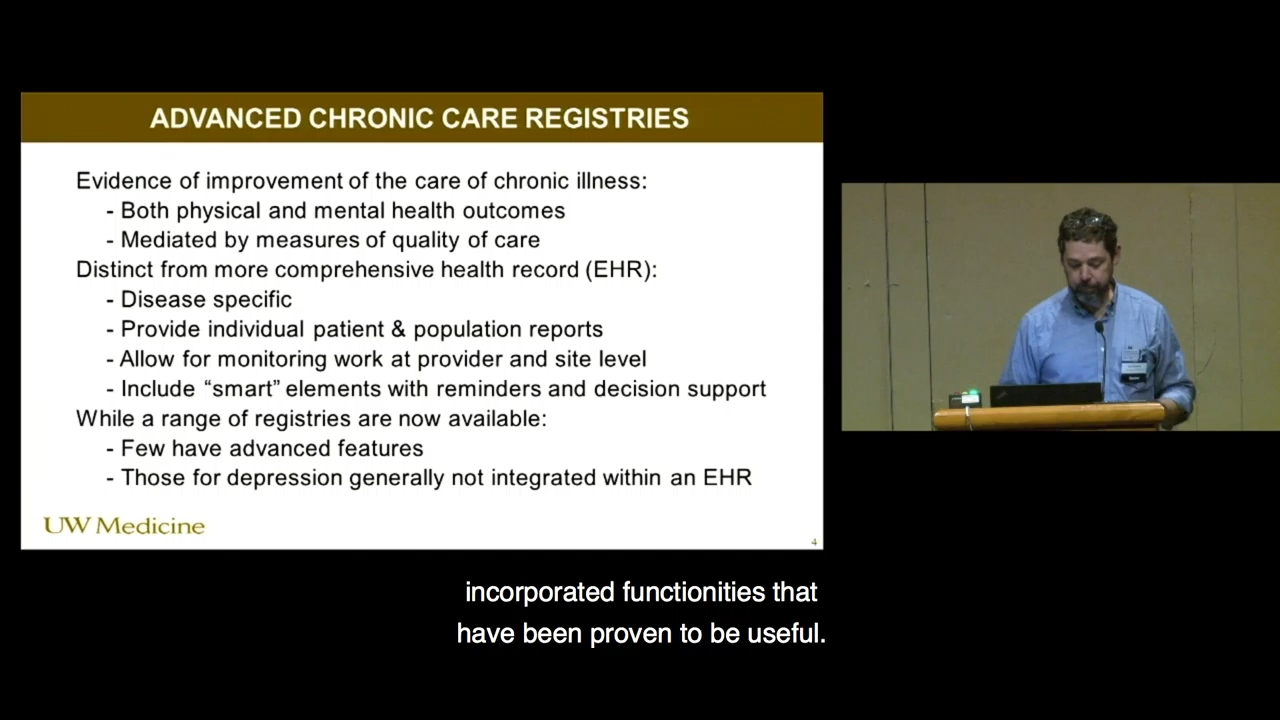 ADVANCED CHRONIC CARE REGISTRIES
Evidence of improvement of the care of chronic illness:
- Both physical and mental health outcomes
- Mediated by measures of quality of care
Distinct from more comprehensive health record (EHR):
- Disease specific
- Provide individual patient & population reports
- Allow for monitoring work at provider and site level
- Include “smart” elements with reminders and decision support
While a range of registries are now available:
- Few have advanced features
- Those for depression generally not integrated within an EHR
UW Medicine
4
incorporated functionities that
have been proven to be useful.